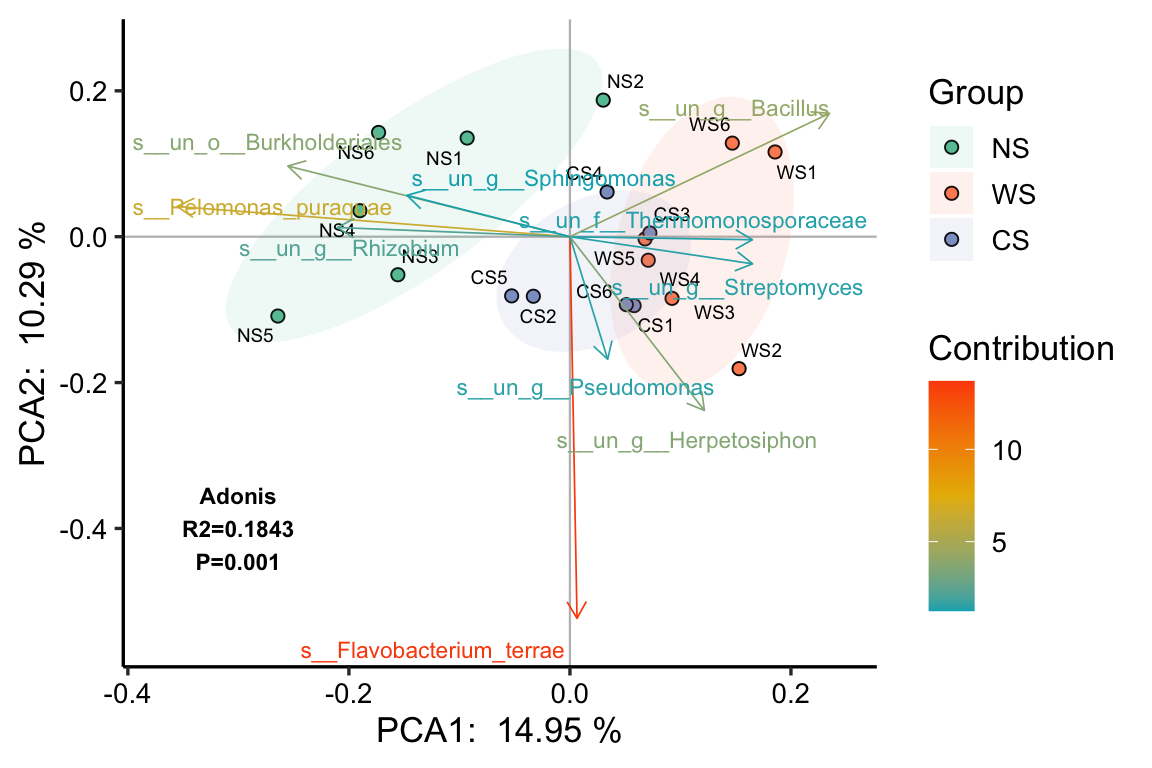 NS2
0.2
s__un_g__Bacillus
WS6
s__un_o__Burkholderiales
NS6
NS1
WS1
CS4
s__un_g__Sphingomonas
s__Pelomonas_puraquae
CS3
s__un_f__Thermomonosporaceae
NS4
0.0
s__un_g__Rhizobium
NS3
WS5
CS5
WS4
CS6
s__un_g__Streptomyces
CS2
CS1
WS3
NS5
WS2
-0.2
s__un_g__Pseudomonas
s__un_g__Herpetosiphon
Adonis
R2=0.1843
P=0.001
-0.4
s__Flavobacterium_terrae
-0.4
-0.2
0.0
0.2
PCA1:  14.95 %
PCA2:  10.29 %
Group
NS
WS
CS
Contribution
10
5